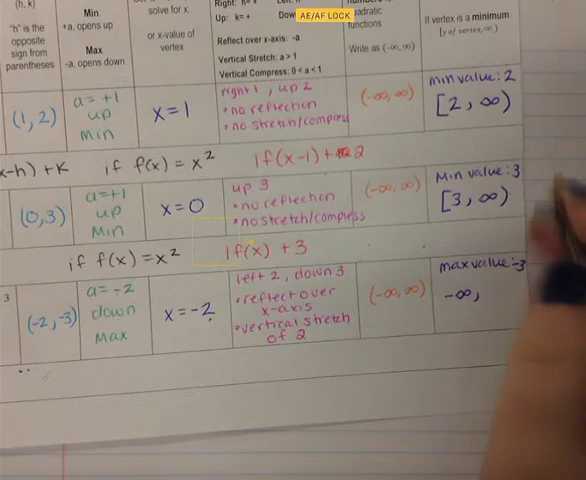 (h, k)
"h" is the
opposite
sign from
parentheses
Min
+a, opens up
Max
-a, opens down
solve for x
or x-value of
vertex
Up: k= +
Reflect over x-axis: -a
Vertical Stretch: a > 1
Vertical Compress: 0 < a < 1
AE/AF LOCK
functions
Write as (-∞, ∞)
If vertex is a minimum
[y of vertex, ∞)
(1, 2)
a= +1
up
min
x=1
right 1, up 2
• no reflection
• no stretch/compress
(-∞, ∞)
min value: 2
[2, ∞)
x-h) + K
if f(x) = x²
1f(x-1) + 2
(0,3)
a=+1
up
Min
x=0
up 3
• no reflection
• no stretch/compress
(-∞, ∞)
Min value: 3
[3, ∞)
if f(x) = x²
1f(x) + 3
3
(-2, -3)
a= -2
down
max
x=-2
left 2, down 3
• reflect over
x-axis
• vertical stretch
of 2
(-∞, ∞)
max value: -3
-∞,